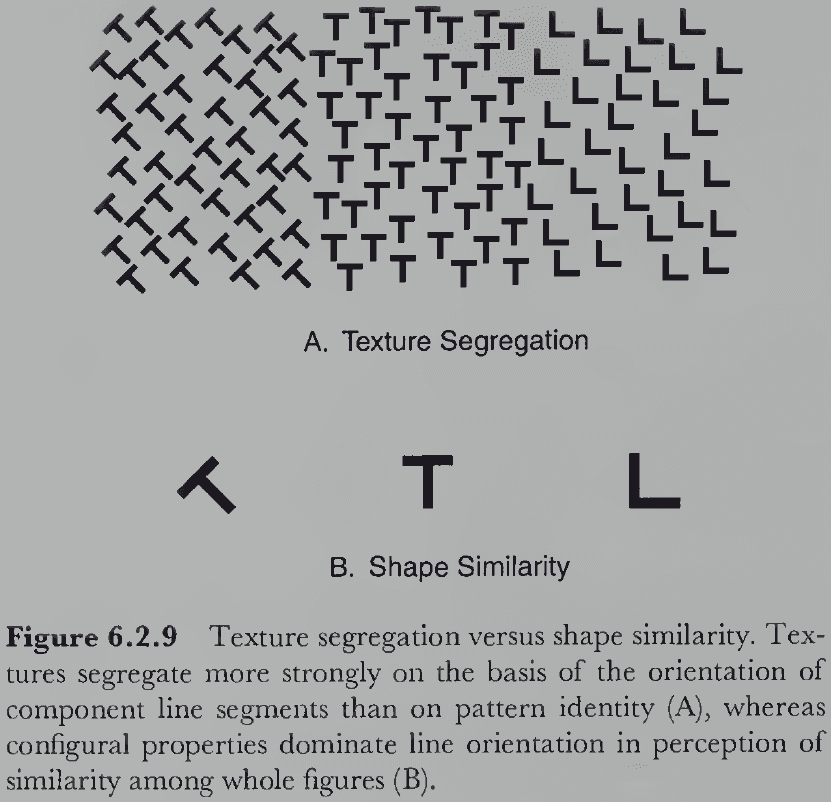 A. Texture Segregation
T T L
B. Shape Similarity
Figure 6.2.9 Texture segregation versus shape similarity. Tex-
tures segregate more strongly on the basis of the orientation of
component line segments than on pattern identity (A), whereas
configural properties dominate line orientation in perception of
similarity among whole figures (B).